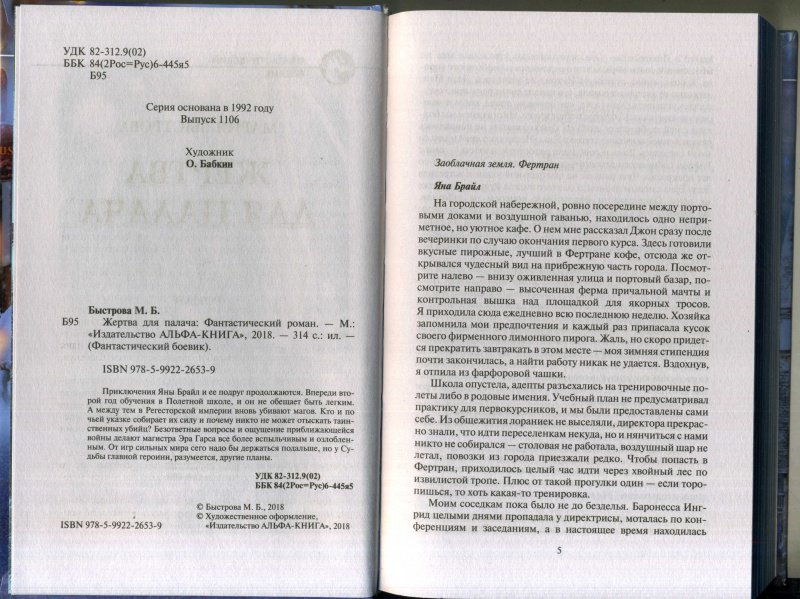 УДК 82-312.9(02)
ББК 84(2Рос=Рус)6-445я5
Б95
Серия основана в 1992 году
Выпуск 1106
Художник
О. Бабкин
Быстрова М. Б.
Б95 Жертва для палача: Фантастический роман. — М.:
«Издательство АЛЬФА-КНИГА», 2018. — 314 с.: ил. —
(Фантастический боевик).
ISBN 978-5-9922-2653-9
Приключения Яны Брайл и ее подруг продолжаются. Впереди вто-
рой год обучения в Полетной школе, и он не обещает быть легким.
А между тем в Регесторской империи вновь убивают магов. Кто и по
чьей указке собирает их силу и почему никто не может отыскать таин-
ственных убийц? Безответные вопросы и ощущение приближающейся
войны делают магистра Эра Гарса все более вспыльчивым и озлоблен-
ным. От игр сильных мира сего надо бы держаться подальше, но у Су-
дьбы главной героини, разумеется, другие планы.
УДК 82-312.9(02)
ББК 84(2Рос=Рус)6-445я5
© Быстрова М. Б., 2018
© Художественное оформление,
ISBN 978-5-9922-2653-9 «Издательство АЛЬФА-КНИГА», 2018
Заоблачная земля. Фертран
Яна Брайл
На городской набережной, ровно посередине между порто-
выми доками и воздушной гаванью, находилось одно непри-
метное, но уютное кафе. О нем мне рассказал Джон сразу после
вечеринки по случаю окончания первого курса. Здесь готовили
вкусные пирожные, лучший в Фертране кофе, отсюда же от-
крывался чудесный вид на прибрежную часть города. Посмот-
рите налево — внизу оживленная улица и портовый базар, по-
смотрите направо — высоченная ферма причальной мачты и
контрольная вышка над площадкой для якорных тросов.
Я приходила сюда ежедневно всю последнюю неделю. Хозяйка
запомнила мои предпочтения и каждый раз припасала кусок
своего фирменного лимонного пирога. Жаль, но скоро придет-
ся прекратить завтракать в этом месте — моя зимняя стипендия
почти закончилась, а найти работу никак не удается. Вздохнув,
я отпила из фарфоровой чашки.
Школа опустела, адепты разъехались на тренировочные по-
леты либо в родовые имения. Учебный план не предусматривал
практику для первокурсников, и мы были предоставлены сами
себе. Из общежития лораниек не выселяли, директора прекрас-
но знали, что идти переселенкам некуда, но и нянчиться с нами
никто не собирался — столовая не работала, воздушный шар не
летал, повозки из города приезжали редко. Чтобы попасть в
Фертран, приходилось целый час идти через хвойный лес по
извилистой тропе. Плюс от такой прогулки один — если торо-
пишься, то хоть какая-то тренировка.
Моим соседкам пока было не до безделья. Баронесса Инг-
рид целыми днями пропадала у директрисы, моталась по кон-
ференциям и заседаниям, а в настоящее время находилась
5